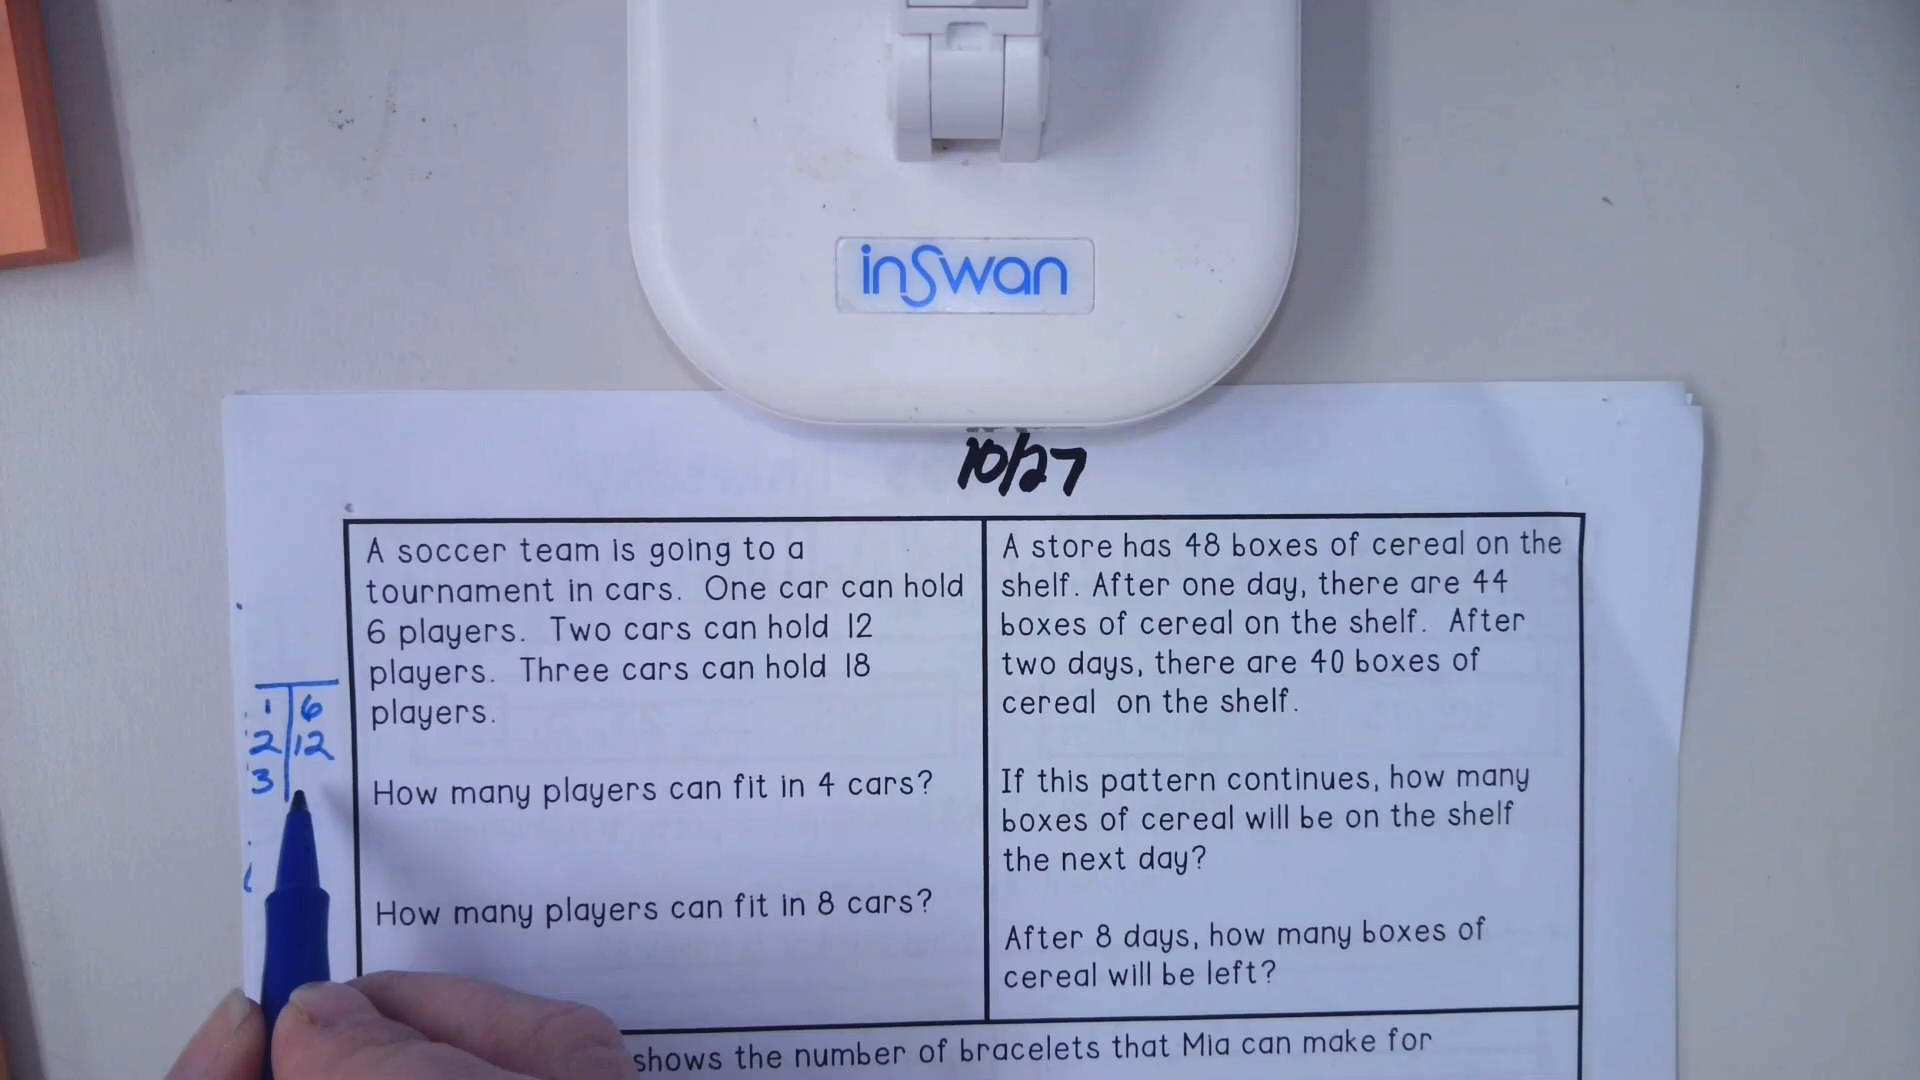 inswan
10/27
A soccer team is going to a
tournament in cars. One car can hold
6 players. Two cars can hold 12
players. Three cars can hold 18
players.
How many players can fit in 4 cars?
How many players can fit in 8 cars?
1 6
2 12
3
A store has 48 boxes of cereal on the
shelf. After one day, there are 44
boxes of cereal on the shelf. After
two days, there are 40 boxes of
cereal on the shelf.
If this pattern continues, how many
boxes of cereal will be on the shelf
the next day?
After 8 days, how many boxes of
cereal will be left?
shows the number of bracelets that Mia can make for